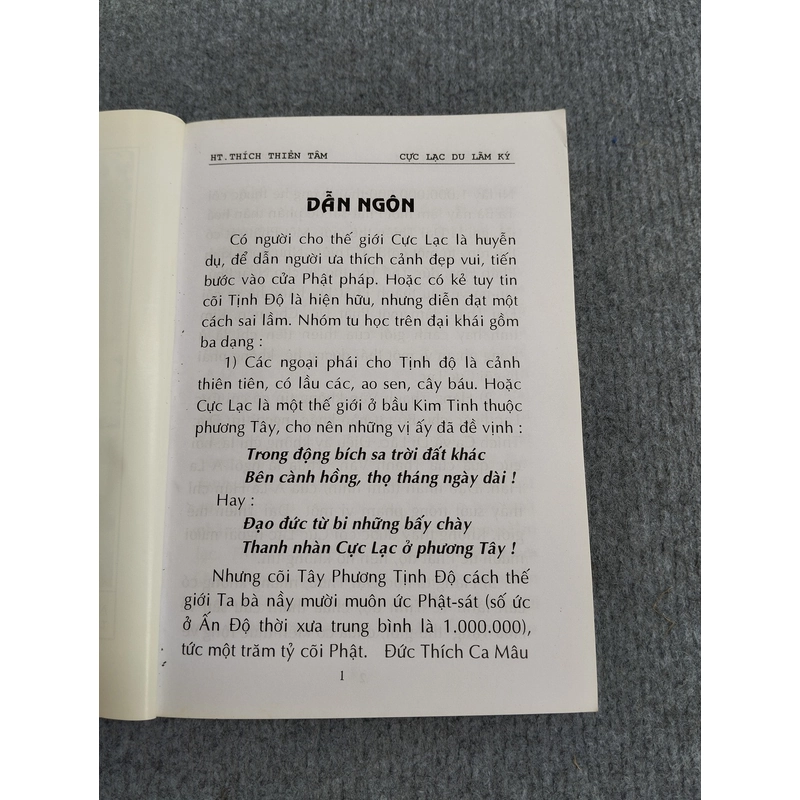 HT.THÍCH THIỀN TÂM CỰC LẠC DU LÃM KÝ
DẪN NGÔN
Có người cho thế giới Cực Lạc là huyễn
dụ, để dẫn người ưa thích cảnh đẹp vui, tiến
bước vào cửa Phật pháp. Hoặc có kẻ tuy tin
cõi Tịnh Độ là hiện hữu, nhưng diễn đạt một
cách sai lầm. Nhóm tu học trên đại khái gồm
ba dạng :
1) Các ngoại phái cho Tịnh độ là cảnh
thiên tiên, có lầu các, ao sen, cây báu. Hoặc
Cực Lạc là một thế giới ở bầu Kim Tinh thuộc
phương Tây, cho nên những vị ấy đã đề vịnh :
Trong động bích sa trời đất khác
Bên cành hồng, thọ tháng ngày dài !
Hay :
Đạo đức từ bi những bấy chày
Thanh nhàn Cực Lạc ở phương Tây !
Nhưng cõi Tây Phương Tịnh Độ cách thế
giới Ta bà nầy mười muôn ức Phật-sát (số ức
ở Ấn Độ thời xưa trung bình là 1.000.000),
tức một trăm tỷ cõi Phật. Đức Thích Ca Mâu
1